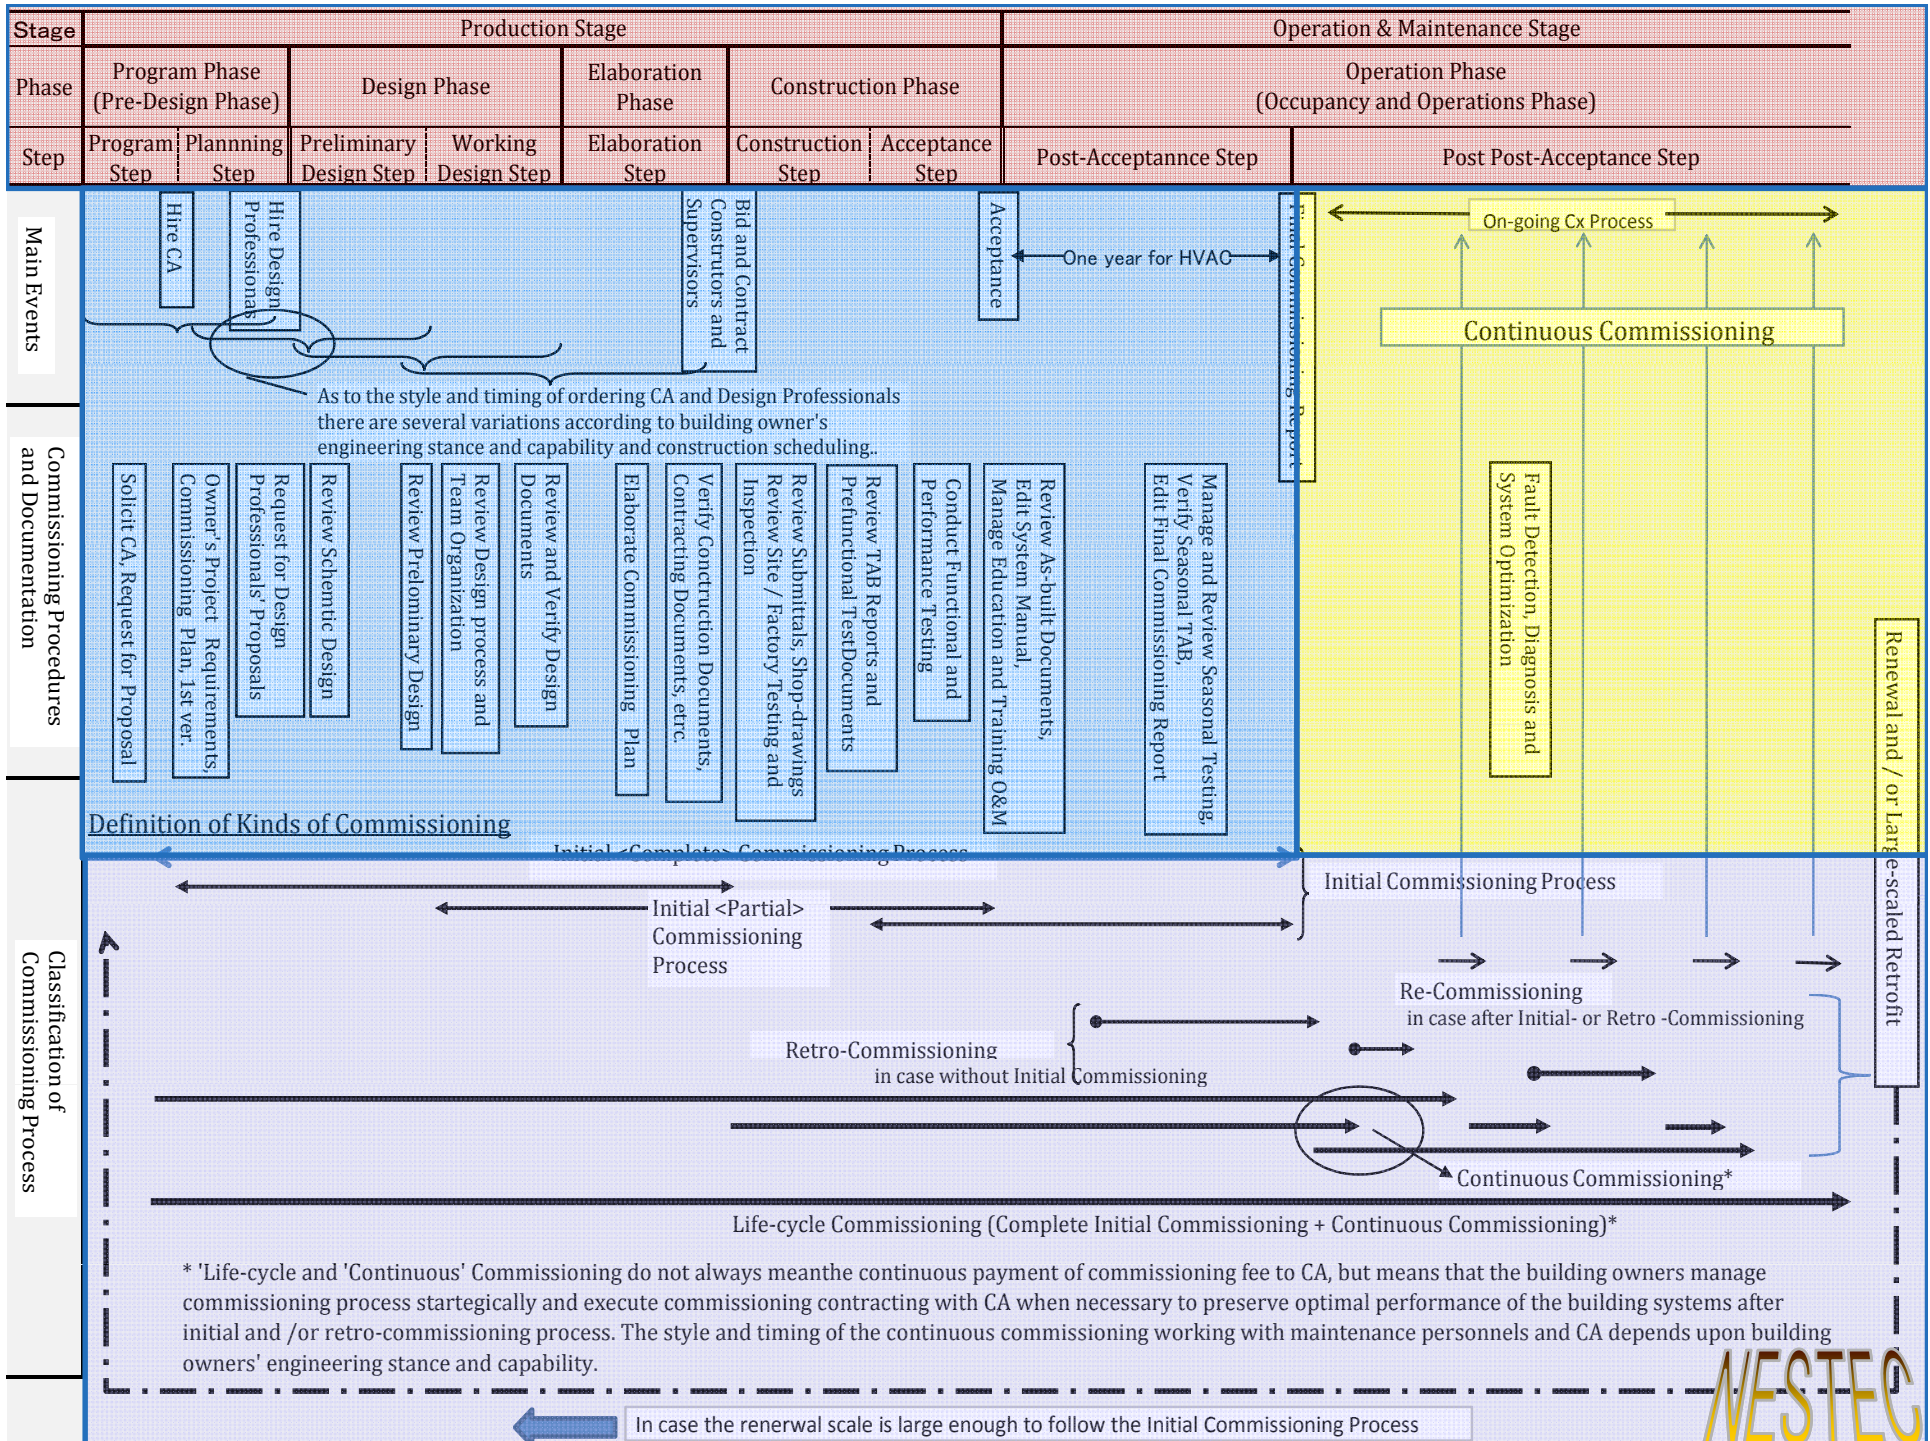 Stage
Production Stage
Operation & Maintenance Stage
Phase
Program Phase
(Pre-Design Phase)
Design Phase
Elaboration
Phase
Construction Phase
Operation Phase
(Occupancy and Operations Phase)
Step
Program
Step
Plannning
Step
Preliminary
Design Step
Working
Design Step
Elaboration
Step
Construction
Step
Acceptance
Step
Post-Acceptannce Step
Post Post-Acceptance Step
Main Events
Hire CA
Hire Design
Professionas
Bid and Contract
Construtors and
Supervisors
Acceptance
One year for HVAC
Final Commissioning Report
On-going Cx Process
Continuous Commissioning
As to the style and timing of ordering CA and Design Professionals
there are several variations according to building owner's
engineering stance and capability and construction scheduling..
Commissioning Procedures
and Documentation
Solicit CA, Request for Proposal
Owner's Project Requirements,
Commissioning Plan, 1st ver.
Request for Design
Professionals' Proposals
Review Schemtic Design
Review Prelominary Design
Review Design process and
Team Organization
Review and Verify Design
Documents
Elaborate Commissioning Plan
Verify Conctruction Documents,
Contracting Documents, etrc.
Review Submittals, Shop-drawings
Review Site / Factory Testing and
Inspection
Review TAB Reports and
Prefunctional TestDocuments
Conduct Functional and
Performance Testing
Review As-built Documents,
Edit System Manual,
Manage Education and Training O&M
Manage and Review Seasonal Testing,
Verify Seasonal TAB,
Edit Final Commissioning Report
Fault Detection, Diagnosis and
System Optimization
Renewal and / or Large-scaled Retrofit
Definition of Kinds of Commissioning
Classification of
Commissioning Process
Initial <Complete> Commissioning Process
Initial <Partial>
Commissioning
Process
Initial Commissioning Process
Re-Commissioning
in case after Initial- or Retro -Commissioning
Retro-Commissioning
in case without Initial Commissioning
Continuous Commissioning*
Life-cycle Commissioning (Complete Initial Commissioning + Continuous Commissioning)*
* 'Life-cycle and 'Continuous' Commissioning do not always meanthe continuous payment of commissioning fee to CA, but means that the building owners manage
commissioning process startegically and execute commissioning contracting with CA when necessary to preserve optimal performance of the building systems after
initial and /or retro-commissioning process. The style and timing of the continuous commissioning working with maintenance personnels and CA depends upon building
owners' engineering stance and capability.
In case the renerwal scale is large enough to follow the Initial Commissioning Process
NESTEC